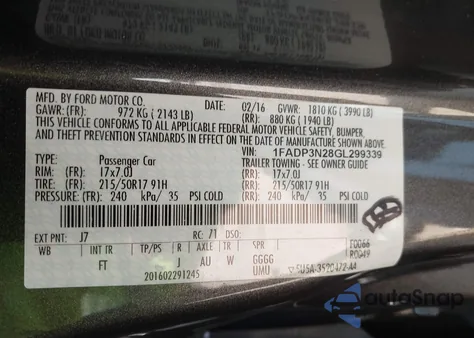 MFD. BY FORD MOTOR CO. DATE: 02/16 GVWR: 1810 KG ( 3990 LB)
GAWR: (FR): 972 KG ( 2143 LB) (RR): 880 KG ( 1940 LB)
THIS VEHICLE CONFORMS TO ALL APPLICABLE FEDERAL MOTOR VEHICLE SAFETY, BUMPER,
AND THEFT PREVENTION STANDARDS IN EFFECT ON THE DATE OF MANUFACTURE SHOWN ABOVE.
VIN: 1FADP3N28GL299339
TYPE: Passenger Car TRAILER TOWING - SEE OWNER GUIDE
RIM: (FR): 17x7.0J (RR): 17x7.0J
TIRE: (FR): 215/50R17 91H (RR): 215/50R17 91H
PRESSURE: (FR): 240 kPa/ 35 PSI COLD (RR): 240 kPa/ 35 PSI COLD
EXT PNT: J7 RC: 71 DSO: F0066
WB INT TR TP/PS R AXLE TR SPR R0049
FT J AU W GGGG
201602291245 UMU
autoSnap